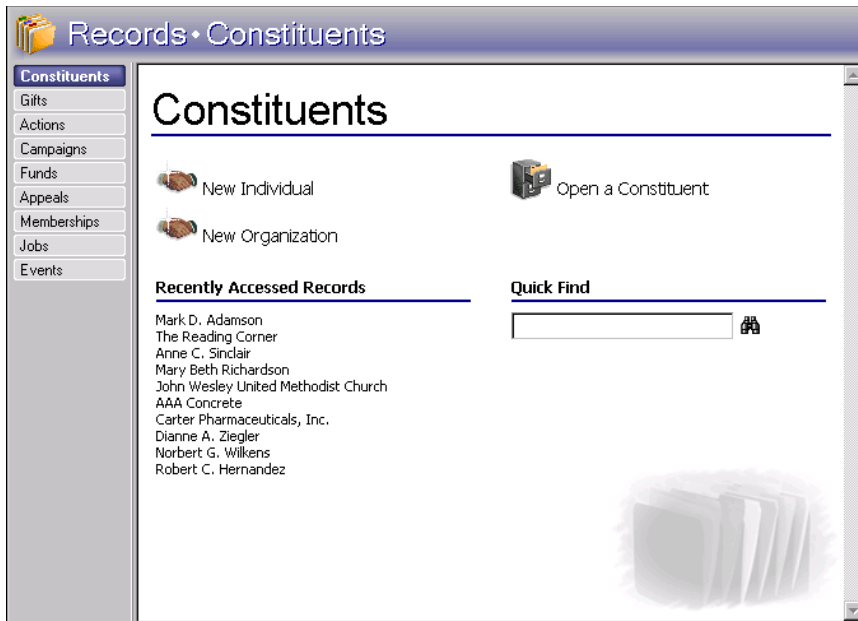 Records • Constituents
Constituents
Gifts
Actions
Campaigns
Funds
Appeals
Memberships
Jobs
Events
Constituents
New Individual
Open a Constituent
New Organization
Recently Accessed Records
Quick Find
Mark D. Adamson
The Reading Corner
Anne C. Sinclair
Mary Beth Richardson
John Wesley United Methodist Church
AAA Concrete
Carter Pharmaceuticals, Inc.
Dianne A. Ziegler
Norbert G. Wilkens
Robert C. Hernandez